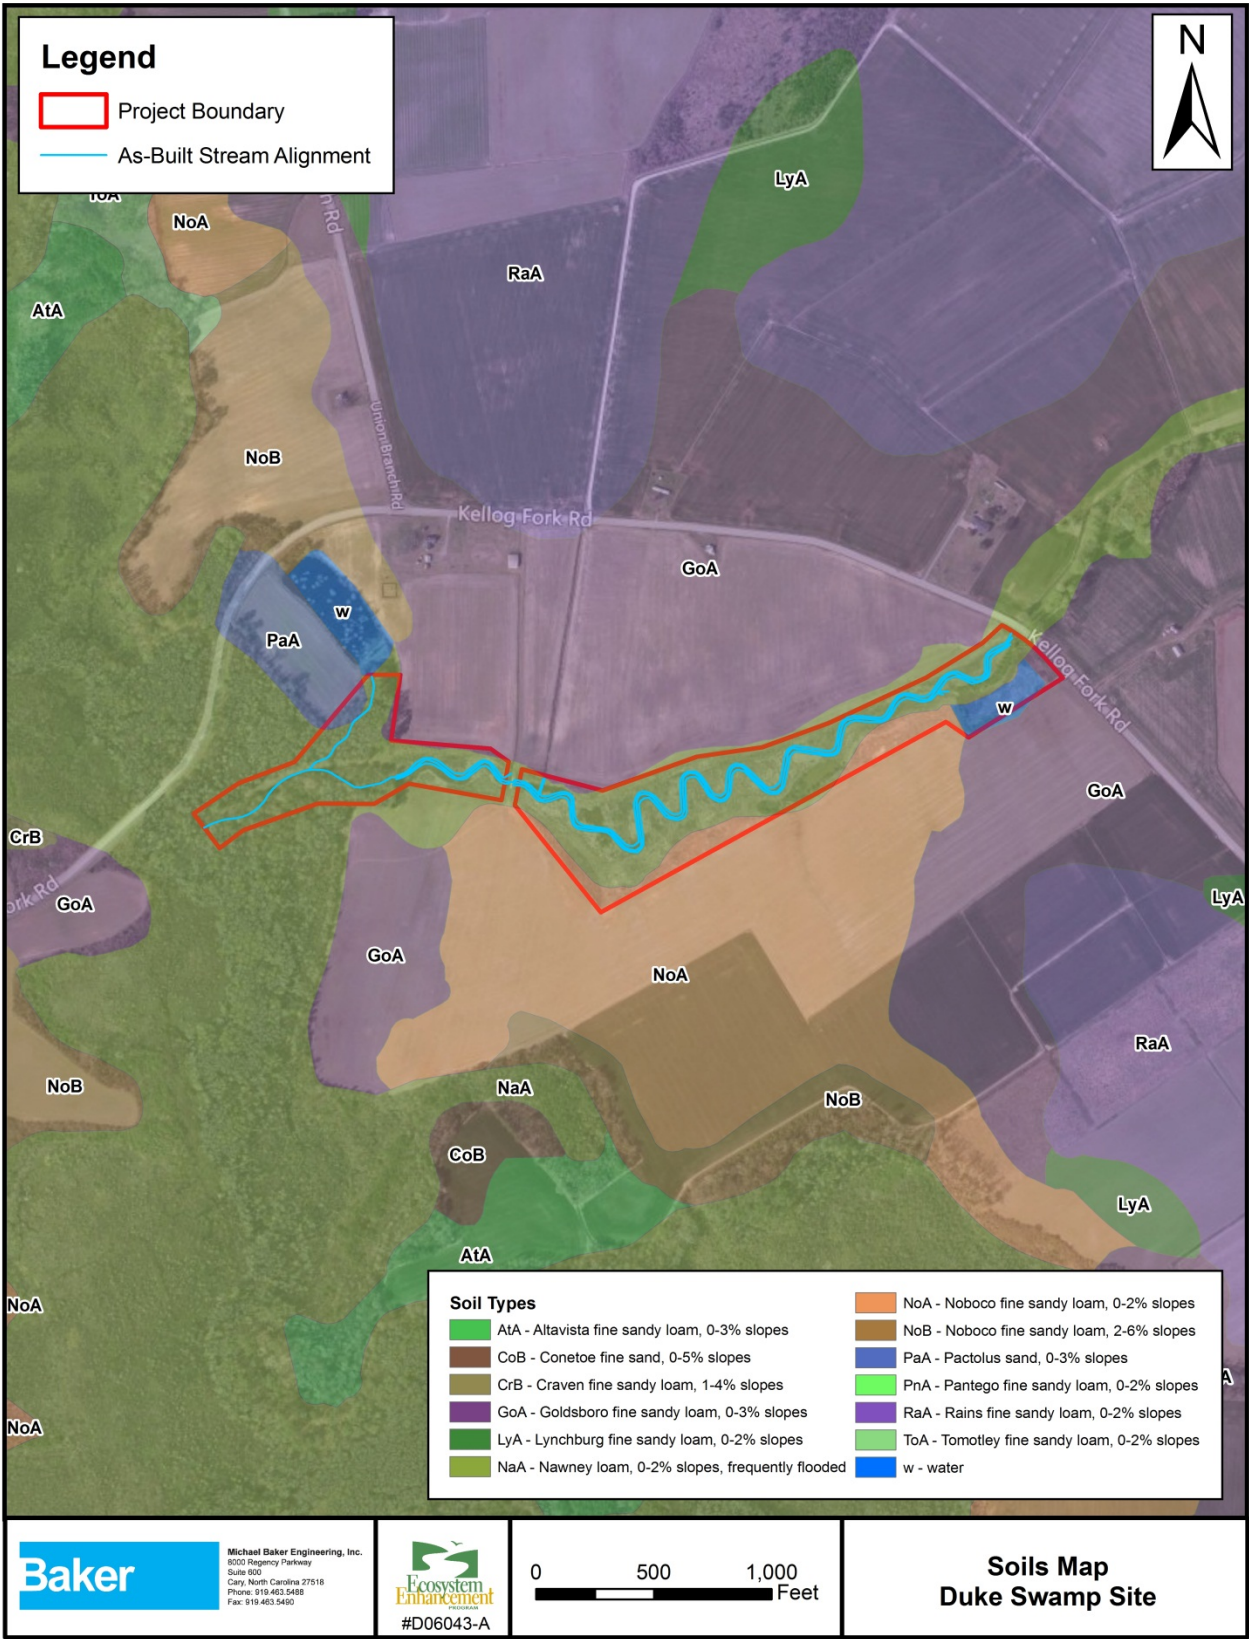 Legend
Project Boundary
As-Built Stream Alignment
N
NoA
LyA
AtA
RaA
Union Branch Rd
NoB
Kellog Fork Rd
GoA
w
PaA
Kellog Fork Rd
w
GoA
CrB
LyA
GoA
GoA
NoA
RaA
NoB
NaA
NoB
CoB
LyA
AtA
NoA
NoA
Soil Types
AtA - Altavista fine sandy loam, 0-3% slopes
CoB - Conetoe fine sand, 0-5% slopes
CrB - Craven fine sandy loam, 1-4% slopes
GoA - Goldsboro fine sandy loam, 0-3% slopes
LyA - Lynchburg fine sandy loam, 0-2% slopes
NaA - Nawney loam, 0-2% slopes, frequently flooded
NoA - Noboco fine sandy loam, 0-2% slopes
NoB - Noboco fine sandy loam, 2-6% slopes
PaA - Pactolus sand, 0-3% slopes
PnA - Pantego fine sandy loam, 0-2% slopes
RaA - Rains fine sandy loam, 0-2% slopes
ToA - Tomotley fine sandy loam, 0-2% slopes
w - water
Baker
Michael Baker Engineering, Inc.
8000 Regency Parkway
Suite 600
Cary, North Carolina 27518
Phone: 919.463.5488
Fax: 919.463.5490
Ecosystem
Enhancement
PROGRAM
#D06043-A
0 500 1,000
Feet
Soils Map
Duke Swamp Site